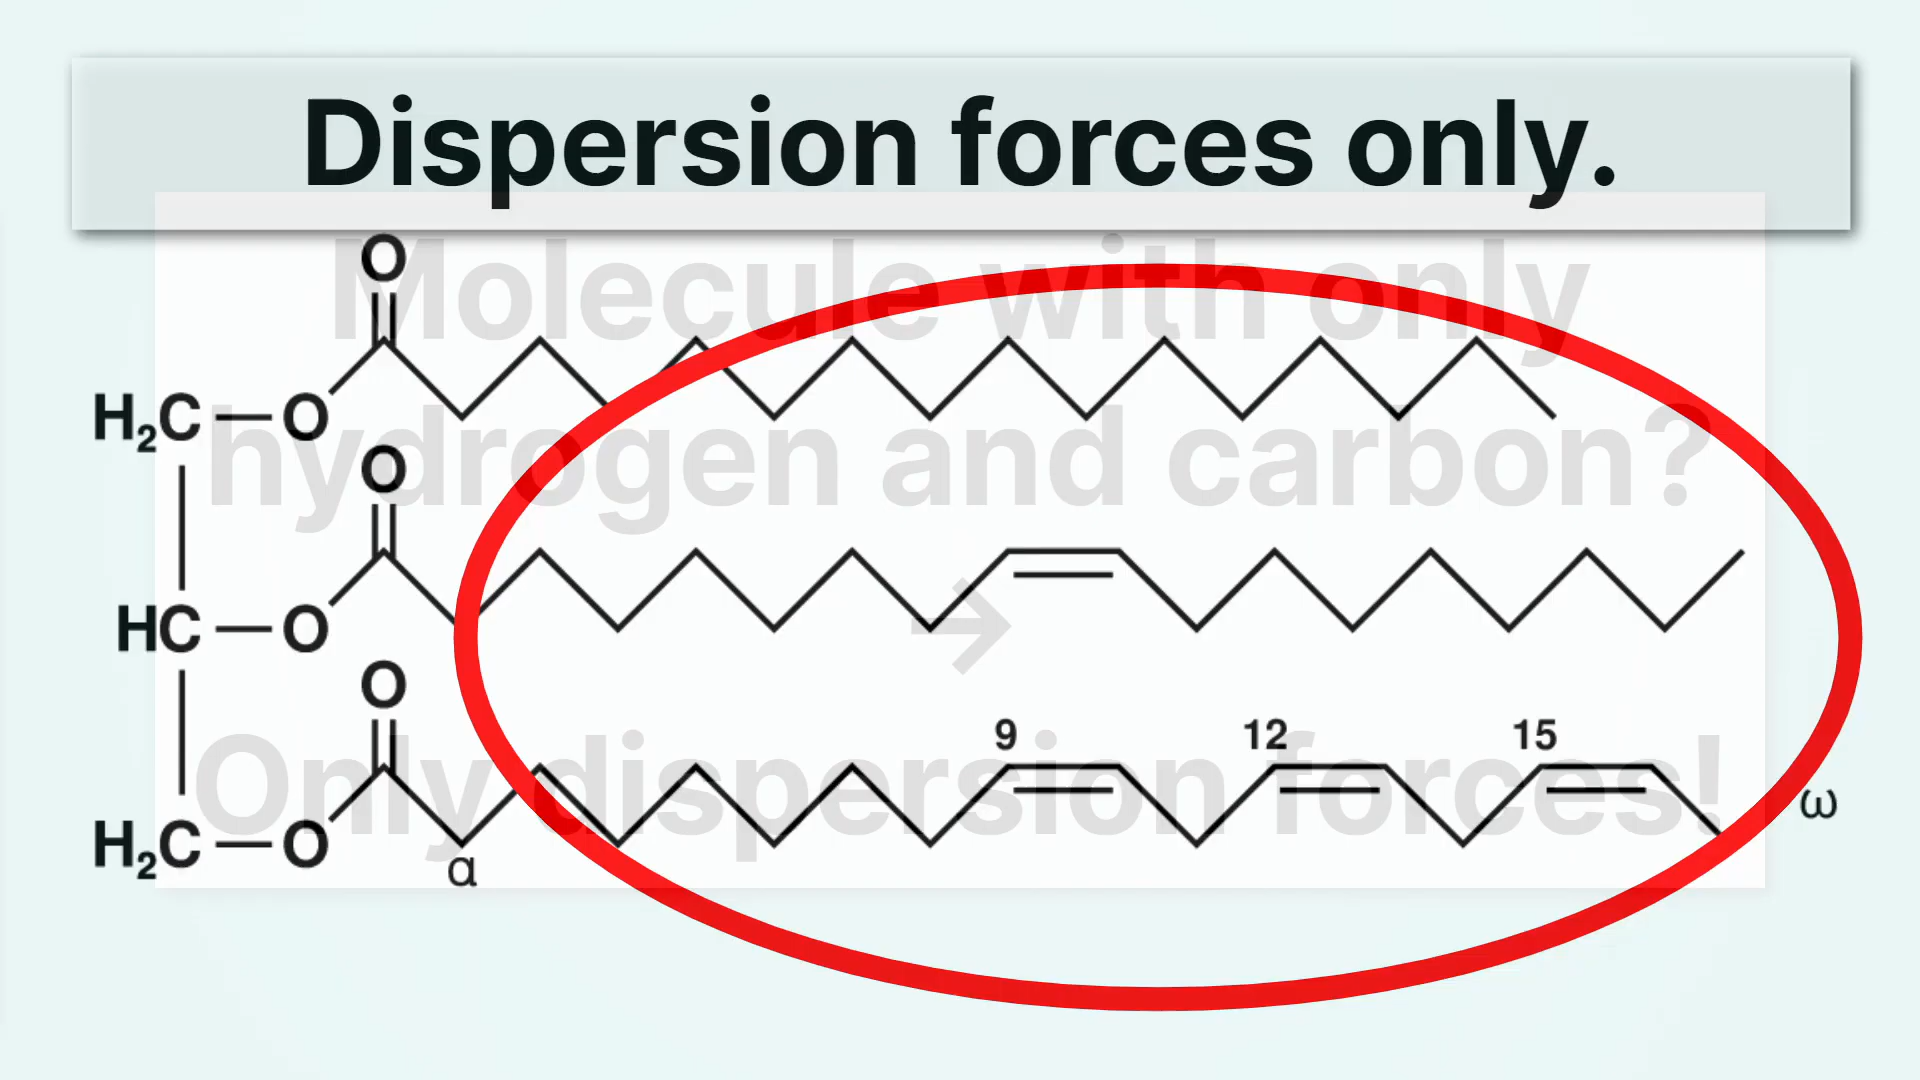 Dispersion forces only.
Molecule with only
hydrogen and carbon?
→
Only dispersion forces!
O
H₂C — O
O
HC — O
O
9 12 15
H₂C — O
α
ω